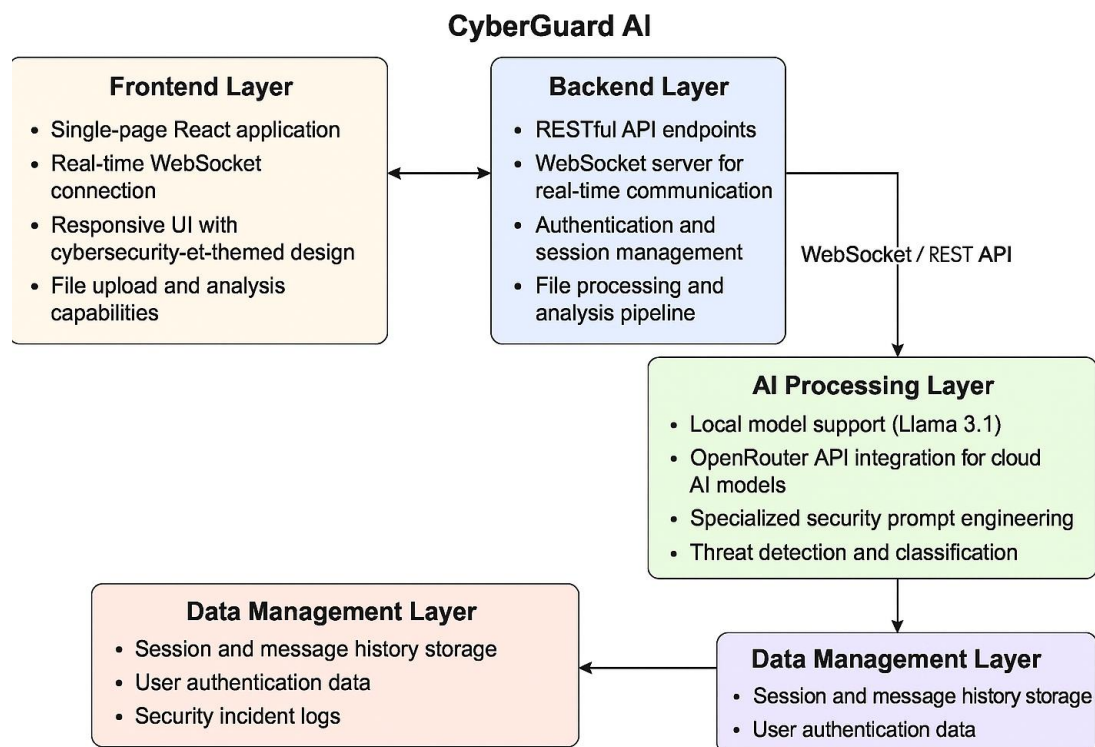 CyberGuard AI
Frontend Layer
• Single-page React application
• Real-time WebSocket
connection
• Responsive UI with
cybersecurity-et-themed design
• File upload and analysis
capabilities
Backend Layer
• RESTful API endpoints
• WebSocket server for
real-time communication
• Authentication and
session management
• File processing and
analysis pipeline
WebSocket / REST API
AI Processing Layer
• Local model support (Llama 3.1)
• OpenRouter API integration for cloud
AI models
• Specialized security prompt engineering
• Threat detection and classification
Data Management Layer
• Session and message history storage
• User authentication data
• Security incident logs
Data Management Layer
• Session and message history storage
• User authentication data